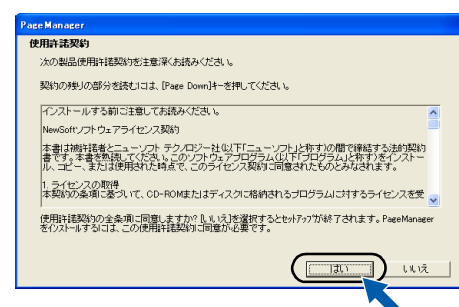 PageManager
使用許諾契約
次の製品使用許諾契約を注意深くお読みください。
契約の残りの部分を読むには、[Page Down]キーを押してください。
インストールする前に注意してお読みください。
NewSoftソフトウェアライセンス契約
本書は被許諾者とニューソフト テクノロジー社(以下「ニューソフト」と称す)の間で締結する法的契約
書です。本書を熟読してください。このソフトウェアプログラム(以下「プログラム」と称す)をインストー
ル、コピー、または使用された時点で、このライセンス契約に同意されたものとみなされます。
1. ライセンスの取得
本契約の条項に基づいて、CD-ROMまたはディスクに格納されるプログラムに対するライセンスを受
使用許諾契約の全条項に同意しますか? [いいえ]を選択するとセットアップが終了されます。PageManager
をインストールするには、この使用許諾契約に同意が必要です。
はい
いいえ